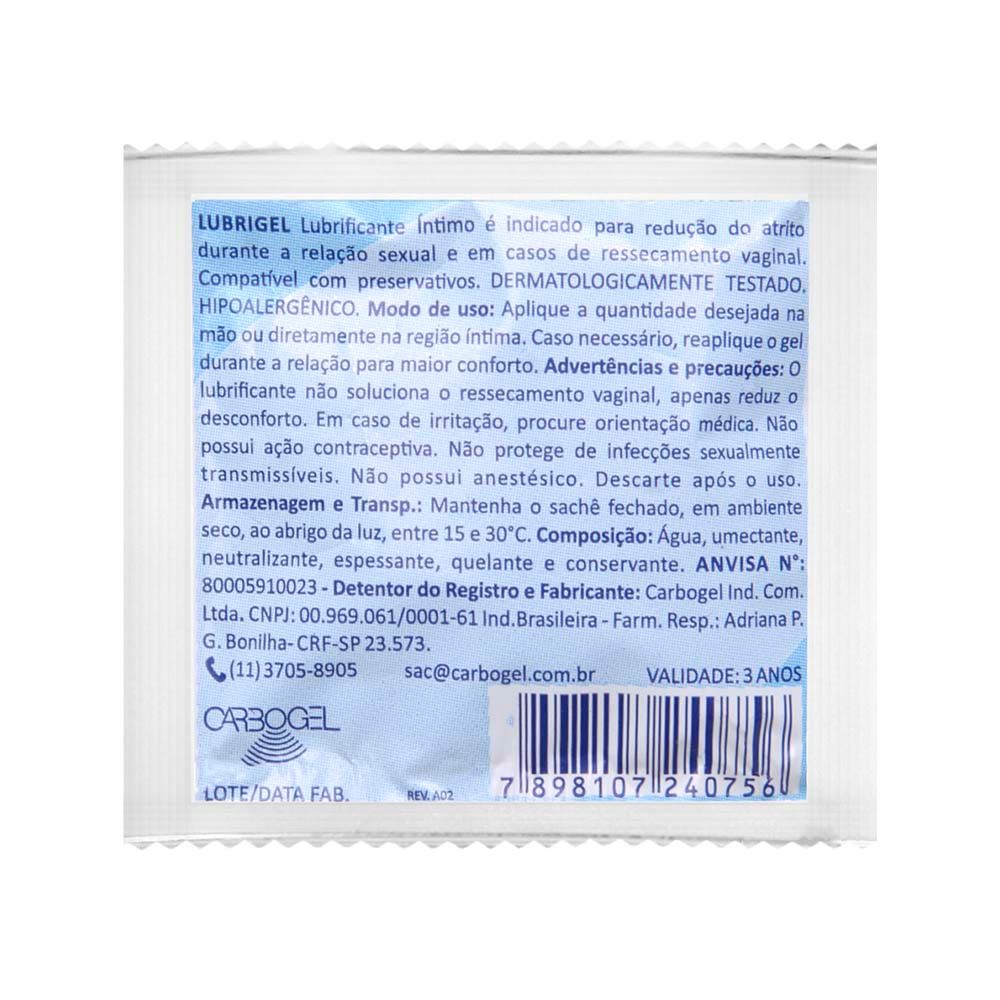 LUBRIGEL Lubrificante Íntimo é indicado para redução do atrito
durante a relação sexual e em casos de ressecamento vaginal.
Compatível com preservativos. DERMATOLOGICAMENTE TESTADO.
HIPOALERGÊNICO. Modo de uso: Aplique a quantidade desejada na
mão ou diretamente na região íntima. Caso necessário, reaplique o gel
durante a relação para maior conforto. Advertências e precauções: O
lubrificante não soluciona o ressecamento vaginal, apenas reduz o
desconforto. Em caso de irritação, procure orientação médica. Não
possui ação contraceptiva. Não protege de infecções sexualmente
transmissíveis. Não possui anestésico. Descarte após o uso.
Armazenagem e Transp.: Mantenha o sachê fechado, em ambiente
seco, ao abrigo da luz, entre 15 e 30°C. Composição: Água, umectante,
neutralizante, espessante, quelante e conservante. ANVISA N°:
80005910023 - Detentor do Registro e Fabricante: Carbogel Ind. Com.
Ltda. CNPJ: 00.969.061/0001-61 Ind.Brasileira - Farm. Resp.: Adriana P.
G. Bonilha- CRF-SP 23.573.
(11) 3705-8905 sac@carbogel.com.br VALIDADE: 3 ANOS
CARBOGEL
7 898107 240756
LOTE/DATA FAB. REV. A02